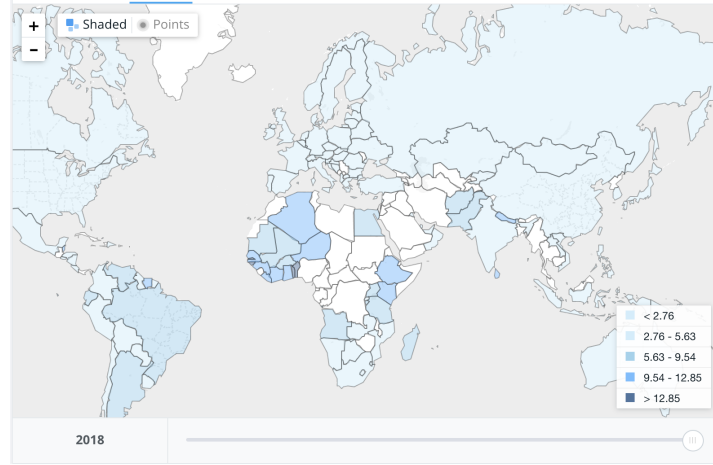 +
Shaded Points
-
< 2.76
2.76 - 5.63
5.63 - 9.54
9.54 - 12.85
> 12.85
2018